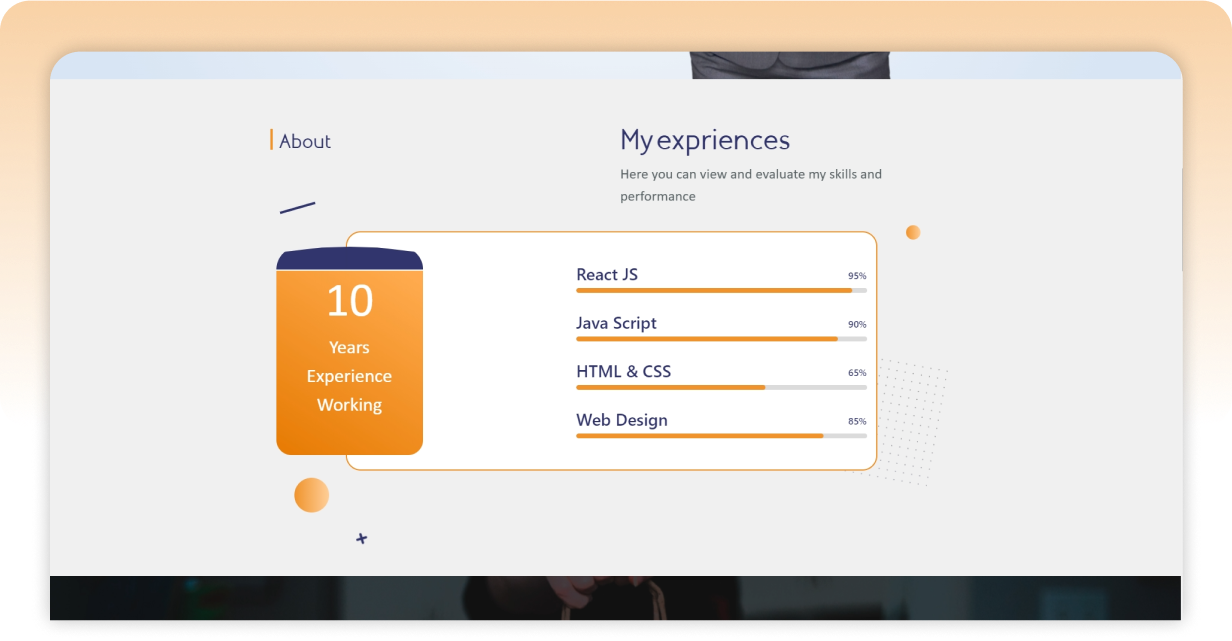 About
My expriences
Here you can view and evaluate my skills and
performance
10
Years
Experience
Working
React JS 95%
Java Script 90%
HTML & CSS 65%
Web Design 85%